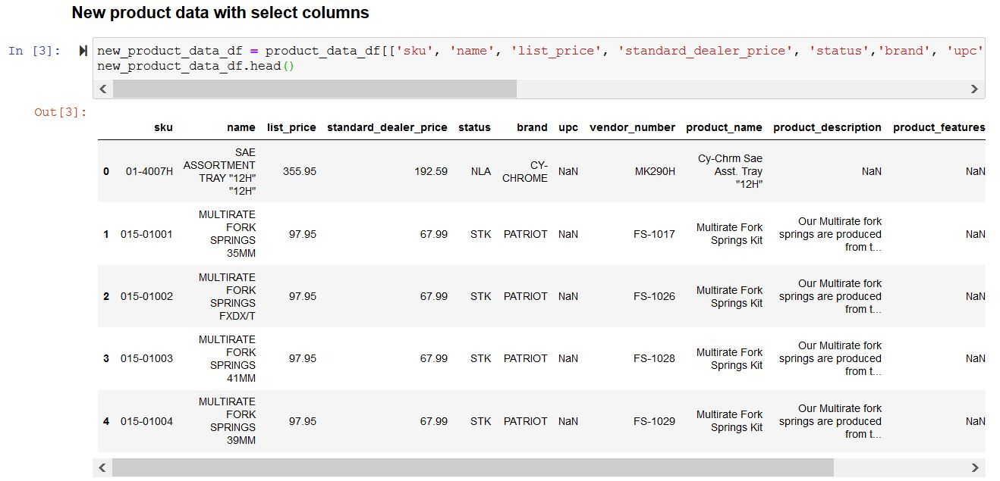 New product data with select columns
In [3]:
new_product_data_df = product_data_df[['sku', 'name', 'list_price', 'standard_dealer_price', 'status','brand', 'upc'
new_product_data_df.head()
Out[3]:
sku name list_price standard_dealer_price status brand upc vendor_number product_name product_description product_features
0 01-4007H SAE ASSORTMENT TRAY "12H" "12H" 355.95 192.59 NLA CY-CHROME NaN MK290H Cy-Chrm Sae Asst. Tray "12H" NaN NaN
1 015-01001 MULTIRATE FORK SPRINGS 35MM 97.95 67.99 STK PATRIOT NaN FS-1017 Multirate Fork Springs Kit Our Multirate fork springs are produced from t... NaN
2 015-01002 MULTIRATE FORK SPRINGS FXDX/T 97.95 67.99 STK PATRIOT NaN FS-1026 Multirate Fork Springs Kit Our Multirate fork springs are produced from t... NaN
3 015-01003 MULTIRATE FORK SPRINGS 41MM 97.95 67.99 STK PATRIOT NaN FS-1028 Multirate Fork Springs Kit Our Multirate fork springs are produced from t... NaN
4 015-01004 MULTIRATE FORK SPRINGS 39MM 97.95 67.99 STK PATRIOT NaN FS-1029 Multirate Fork Springs Kit Our Multirate fork springs are produced from t... NaN